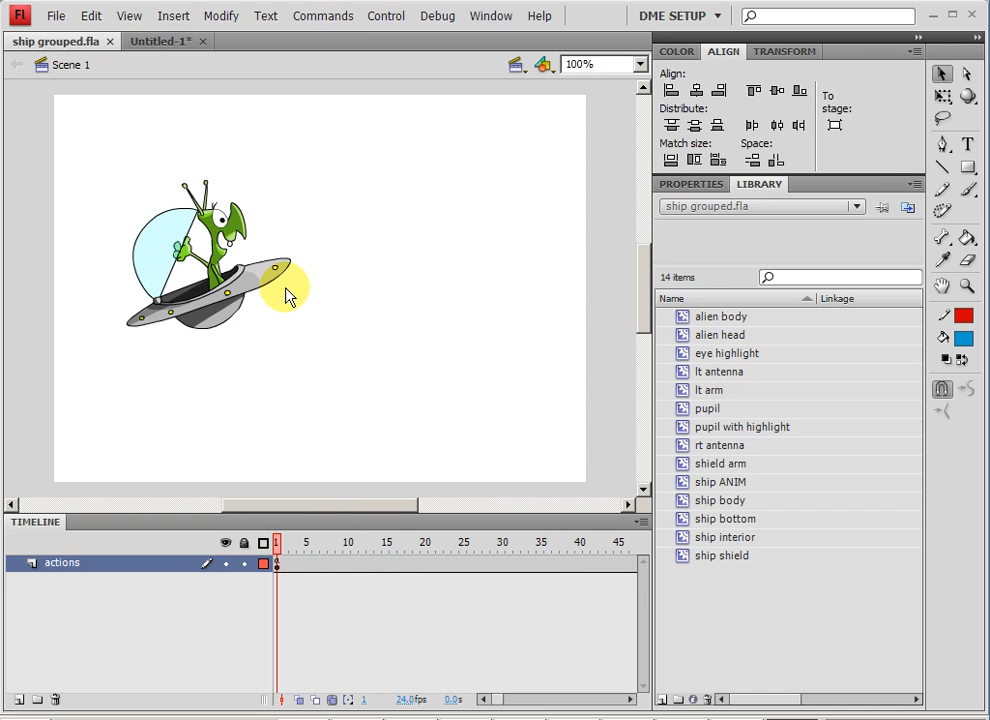 Fl File Edit View Insert Modify Text Commands Control Debug Window Help DME SETUP
ship grouped.fla Untitled-1*
Scene 1 100%
COLOR ALIGN TRANSFORM
Align:
To stage:
Distribute:
Match size: Space:
PROPERTIES LIBRARY
ship grouped.fla
14 items
Name Linkage
alien body
alien head
eye highlight
lt antenna
lt arm
pupil
pupil with highlight
rt antenna
shield arm
ship ANIM
ship body
ship bottom
ship interior
ship shield
TIMELINE
1 5 10 15 20 25 30 35 40 45
actions
1 24.0fps 0.0s